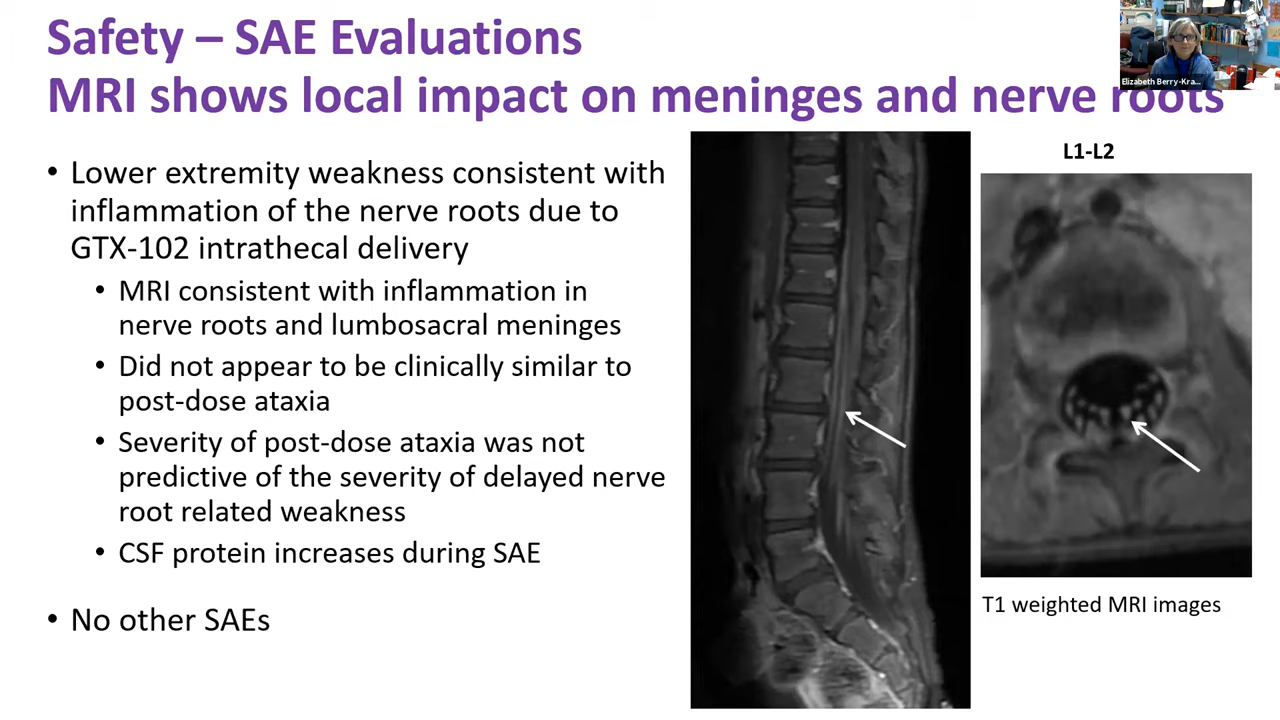 Safety – SAE Evaluations
MRI shows local impact on meninges and nerve roots
Elizabeth Berry-Kra...
• Lower extremity weakness consistent with
inflammation of the nerve roots due to
GTX-102 intrathecal delivery
• MRI consistent with inflammation in
nerve roots and lumbosacral meninges
• Did not appear to be clinically similar to
post-dose ataxia
• Severity of post-dose ataxia was not
predictive of the severity of delayed nerve
root related weakness
• CSF protein increases during SAE
• No other SAEs
L1-L2
T1 weighted MRI images